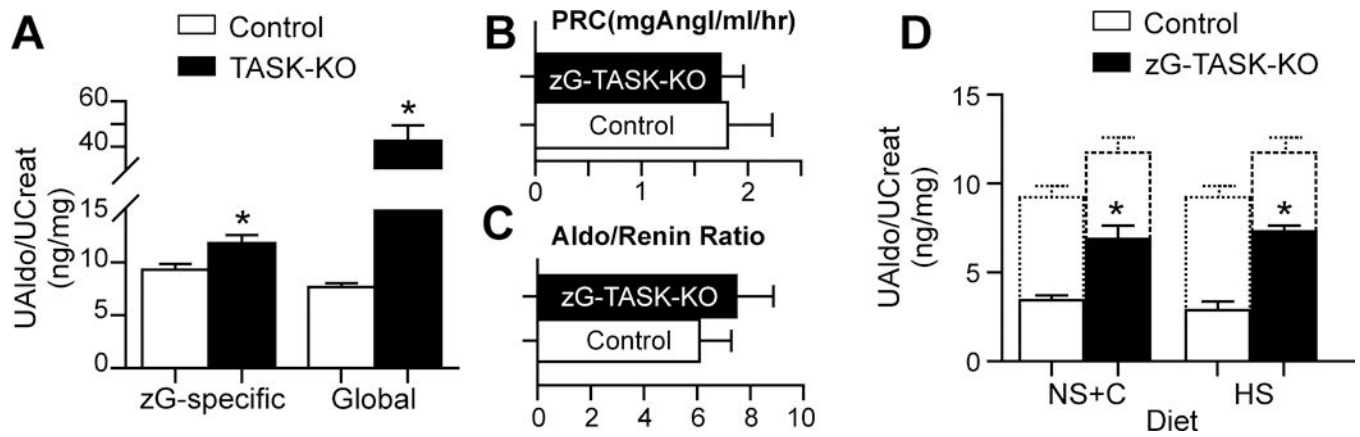 A
Control
TASK-KO
UAldo/UCreat
(ng/mg)
60
40
15
10
5
0
*
*
zG-specific
Global
B
PRC(mgAngI/ml/hr)
zG-TASK-KO
Control
0
1
2
C
Aldo/Renin Ratio
zG-TASK-KO
Control
0 2 4 6 8 10
D
Control
zG-TASK-KO
UAldo/UCreat
(ng/mg)
15
10
5
0
*
*
NS+C
HS
Diet